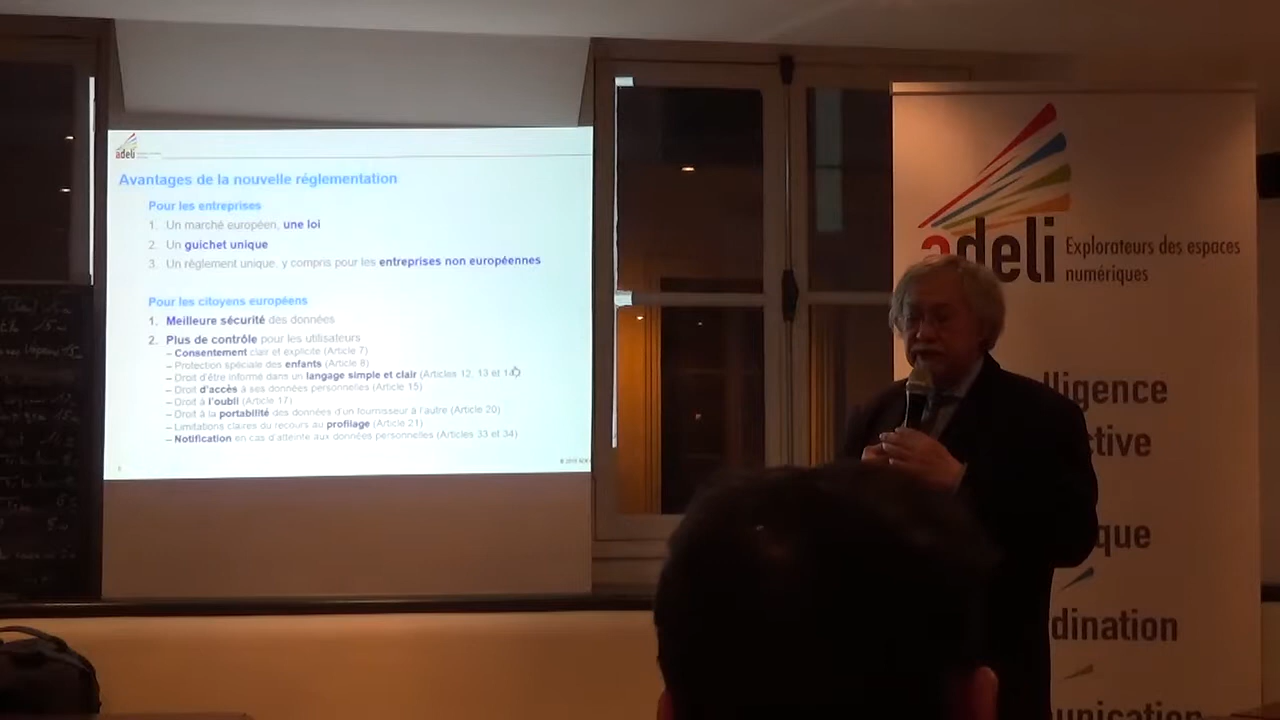 adeli
Avantages de la nouvelle réglementation
Pour les entreprises
1. Un marché européen, une loi
2. Un guichet unique
3. Un règlement unique, y compris pour les entreprises non européennes
Pour les citoyens européens
1. Meilleure sécurité des données
2. Plus de contrôle pour les utilisateurs
– Consentement clair et explicite (Article 7)
– Protection spéciale des enfants (Article 8)
– Droit d'être informé dans un langage simple et clair (Articles 12, 13 et 14)
– Droit d'accès à ses données personnelles (Article 15)
– Droit à l'oubli (Article 17)
– Droit à la portabilité des données d'un fournisseur à l'autre (Article 20)
– Limitations claires du recours au profilage (Article 21)
– Notification en cas d'atteinte aux données personnelles (Articles 33 et 34)
adeli
Explorateurs des espaces
numériques
lligence
ctive
que
dination
unication